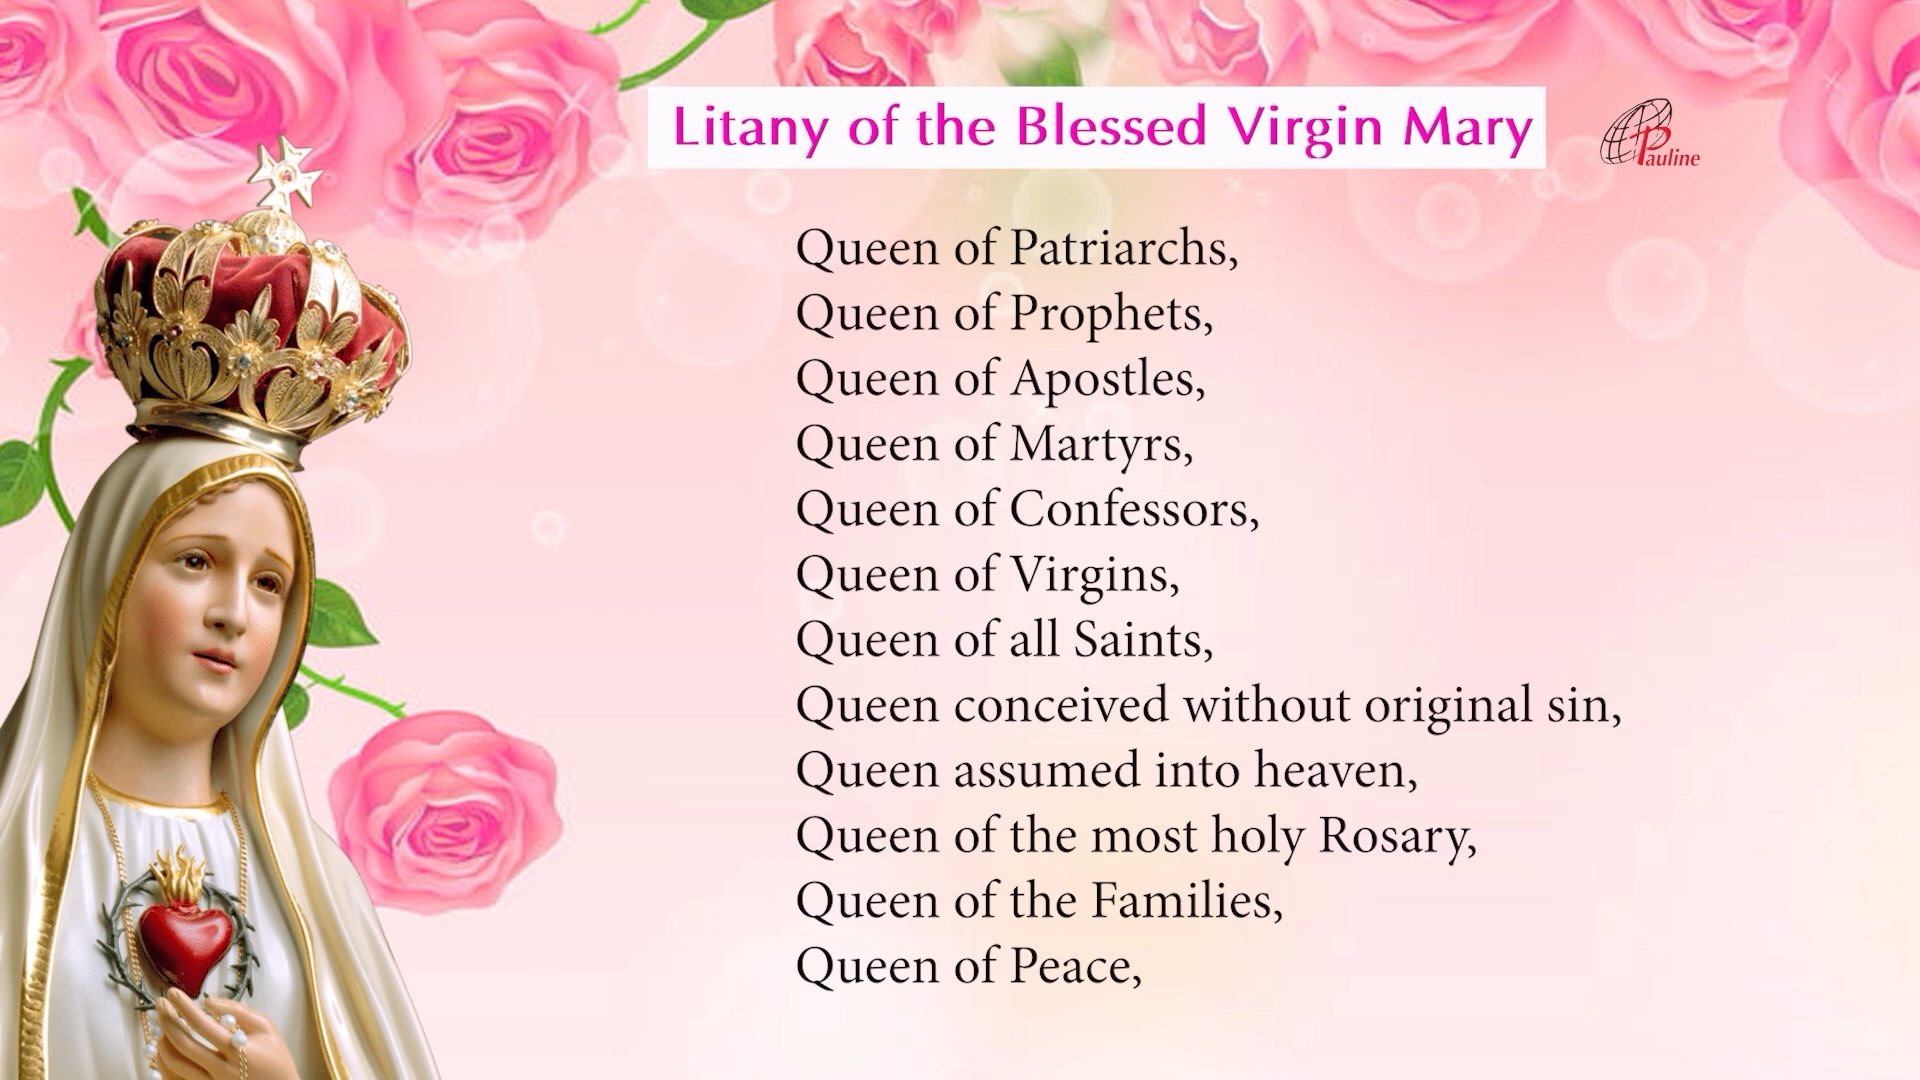 Litany of the Blessed Virgin Mary
Pauline
Queen of Patriarchs,
Queen of Prophets,
Queen of Apostles,
Queen of Martyrs,
Queen of Confessors,
Queen of Virgins,
Queen of all Saints,
Queen conceived without original sin,
Queen assumed into heaven,
Queen of the most holy Rosary,
Queen of the Families,
Queen of Peace,